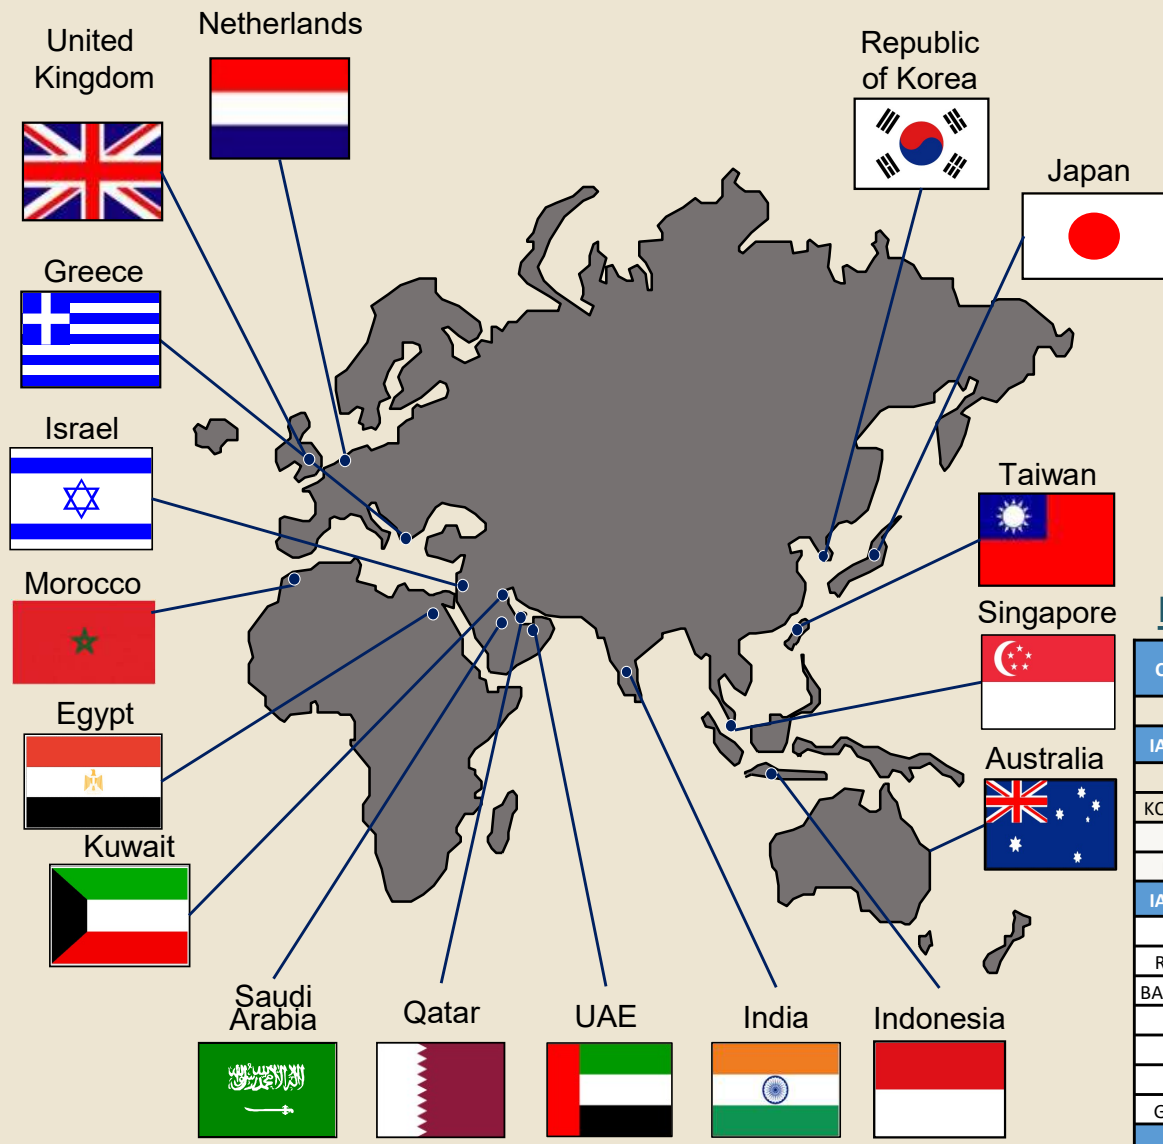 Netherlands
United
Kingdom
Republic
of Korea
Japan
Greece
Israel
Taiwan
Morocco
Singapore
Egypt
Australia
Kuwait
Saudi
Arabia
Qatar
UAE
India
Indonesia